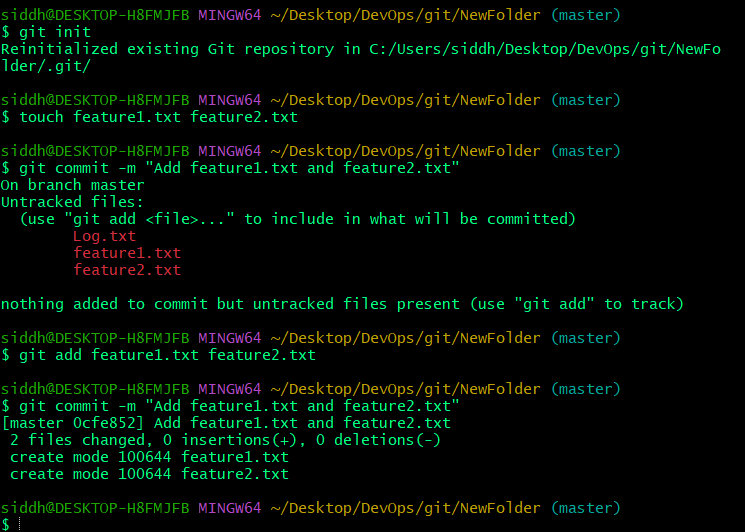 siddh@DESKTOP-H8FMJFB MINGW64 ~/Desktop/DevOps/git/NewFolder (master)
$ git init
Reinitialized existing Git repository in C:/Users/siddh/Desktop/DevOps/git/NewFo
lder/.git/
siddh@DESKTOP-H8FMJFB MINGW64 ~/Desktop/DevOps/git/NewFolder (master)
$ touch feature1.txt feature2.txt
siddh@DESKTOP-H8FMJFB MINGW64 ~/Desktop/DevOps/git/NewFolder (master)
$ git commit -m "Add feature1.txt and feature2.txt"
On branch master
Untracked files:
  (use "git add <file>..." to include in what will be committed)
        Log.txt
        feature1.txt
        feature2.txt
nothing added to commit but untracked files present (use "git add" to track)
siddh@DESKTOP-H8FMJFB MINGW64 ~/Desktop/DevOps/git/NewFolder (master)
$ git add feature1.txt feature2.txt
siddh@DESKTOP-H8FMJFB MINGW64 ~/Desktop/DevOps/git/NewFolder (master)
$ git commit -m "Add feature1.txt and feature2.txt"
[master 0cfe852] Add feature1.txt and feature2.txt
 2 files changed, 0 insertions(+), 0 deletions(-)
 create mode 100644 feature1.txt
 create mode 100644 feature2.txt
siddh@DESKTOP-H8FMJFB MINGW64 ~/Desktop/DevOps/git/NewFolder (master)
$